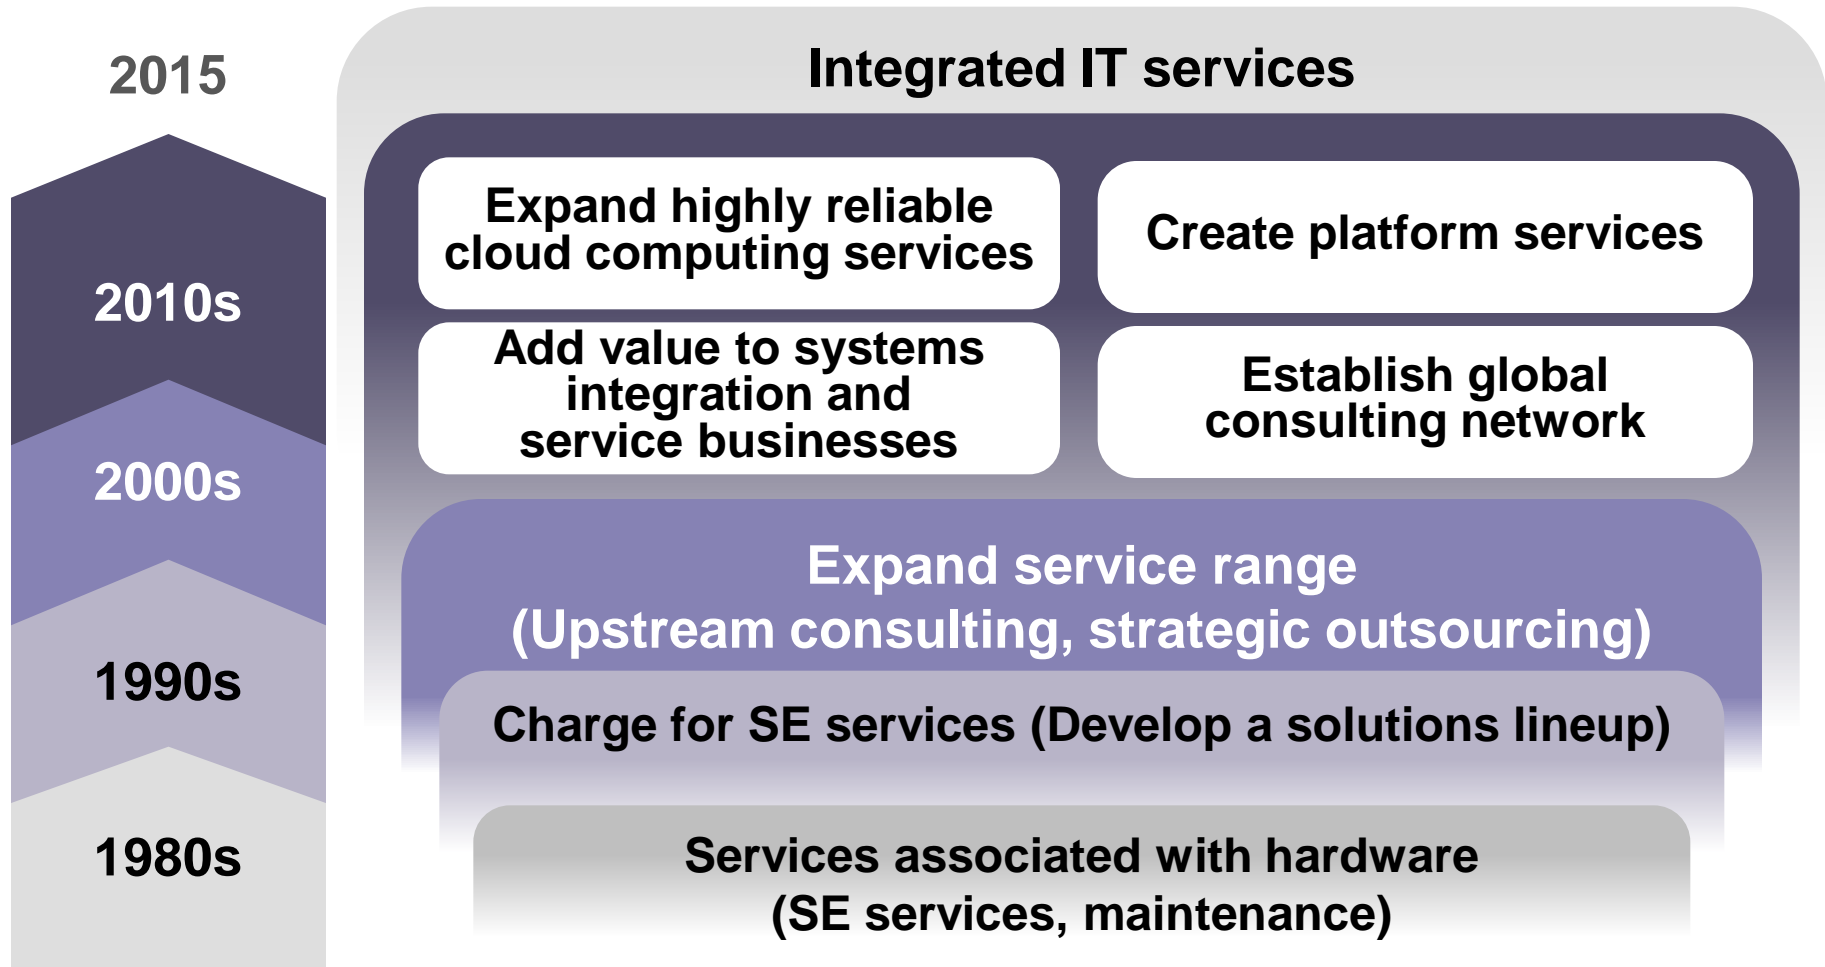 2015
Integrated IT services
2010s
Expand highly reliable
cloud computing services
Create platform services
Add value to systems
integration and
service businesses
Establish global
consulting network
2000s
Expand service range
(Upstream consulting, strategic outsourcing)
1990s
Charge for SE services (Develop a solutions lineup)
1980s
Services associated with hardware
(SE services, maintenance)